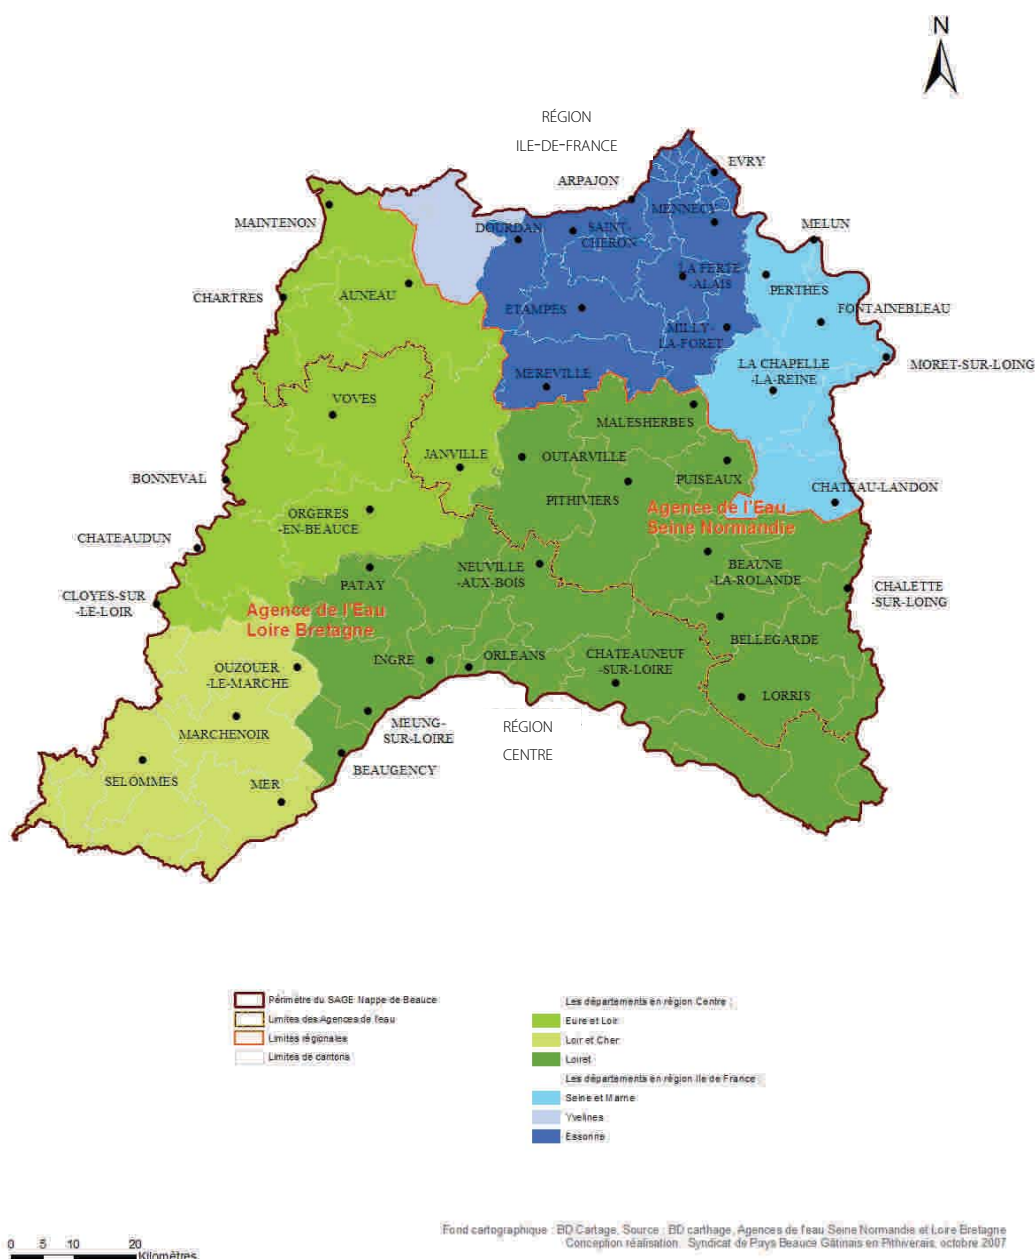 N
RÉGION
ILE-DE-FRANCE
EVRY
ARPAJON
MENNECY
MAINTENON
DOURDAN
SAINT-
CHERON
MELUN
LA FERTE
-ALAIS
PERTHES
CHARTRES
AUNEAU
ETAMPES
FONTAINEBLEAU
MILLY-
LA-FORET
MEREVILLE
LA CHAPELLE
-LA-REINE
MORET-SUR-LOING
VOVES
MALESHERBES
JANVILLE
OUTARVILLE
BONNEVAL
PITHIVIERS
PUISEAUX
CHATEAU-LANDON
ORGERES
-EN-BEAUCE
Agence de l'Eau
Seine Normandie
CHATEAUDUN
NEUVILLE
-AUX-BOIS
BEAUNE
-LA-ROLANDE
PATAY
CLOYES-SUR
-LE-LOIR
CHALETTE
-SUR-LOING
Agence de l'Eau
Loire Bretagne
BELLEGARDE
INGRE
ORLEANS
CHATEAUNEUF
-SUR-LOIRE
OUZOUER
-LE-MARCHE
LORRIS
MARCHENOIR
MEUNG-
SUR-LOIRE
RÉGION
CENTRE
BEAUGENCY
SELOMMES
MER
Périmètre du SAGE Nappe de Beauce
Limites des Agences de l'eau
Limites régionales
Limites de cantons
Les départements en région Centre :
Eure et Loir
Loir et Cher
Loiret
Les départements en région Ile de France
Seine et Marne
Yvelines
Essonne
0 5 10 20
Kilomètres
Fond cartographique : BD Cartage, Source : BD carthage, Agences de l'eau Seine Normandie et Loire Bretagne
Conception réalisation : Syndicat de Pays Beauce Gâtinais en Pithiverais, octobre 2007